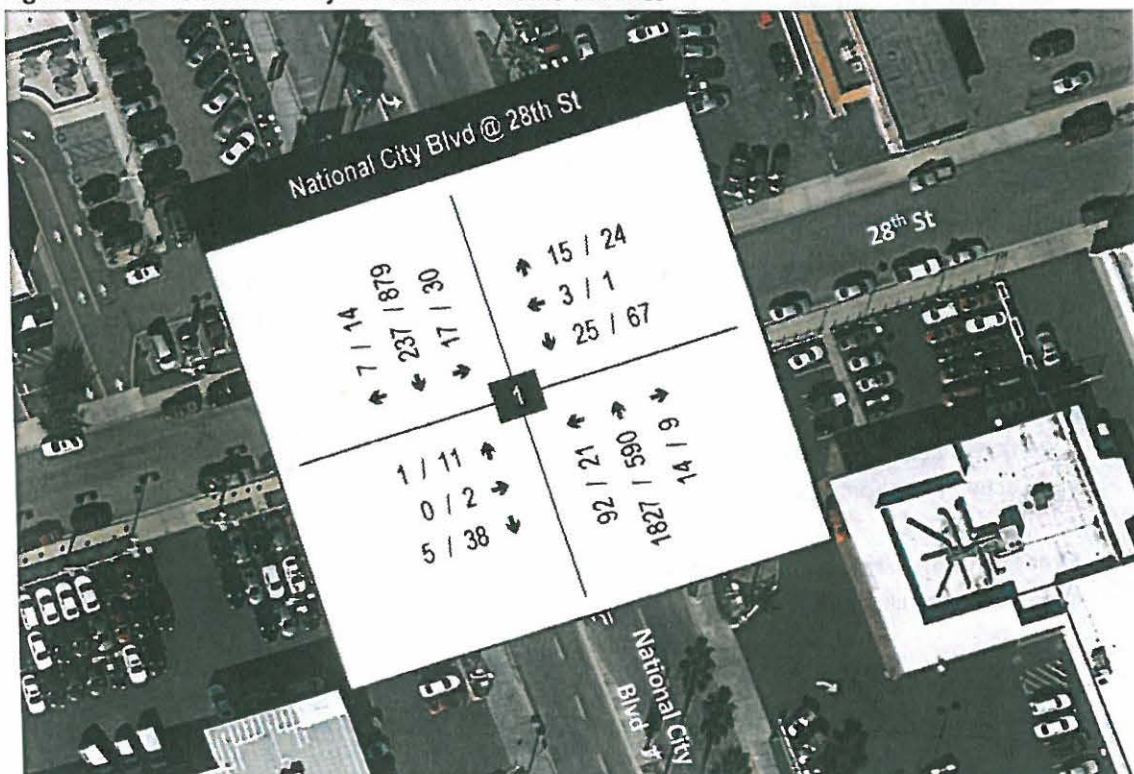 National City Blvd @ 28th St
7 / 14
237 / 879
17 / 30
15 / 24
3 / 1
25 / 67
1
1 / 11
0 / 2
5 / 38
92 / 21
1827 / 590
14 / 9
28th St
National City
Blvd